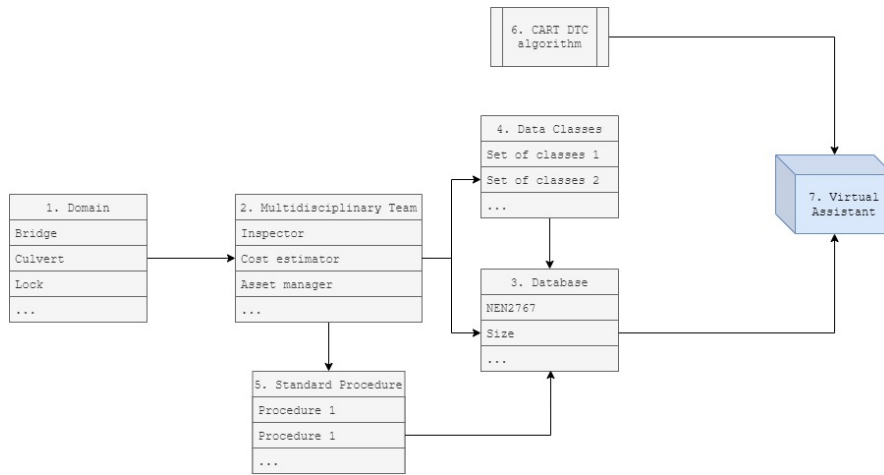 6. CART DTC
algorithm
4. Data Classes
Set of classes 1
Set of classes 2
...
7. Virtual
Assistant
1. Domain
Bridge
Culvert
Lock
...
2. Multidisciplinary Team
Inspector
Cost estimator
Asset manager
...
3. Database
NEN2767
Size
...
5. Standard Procedure
Procedure 1
Procedure 1
...